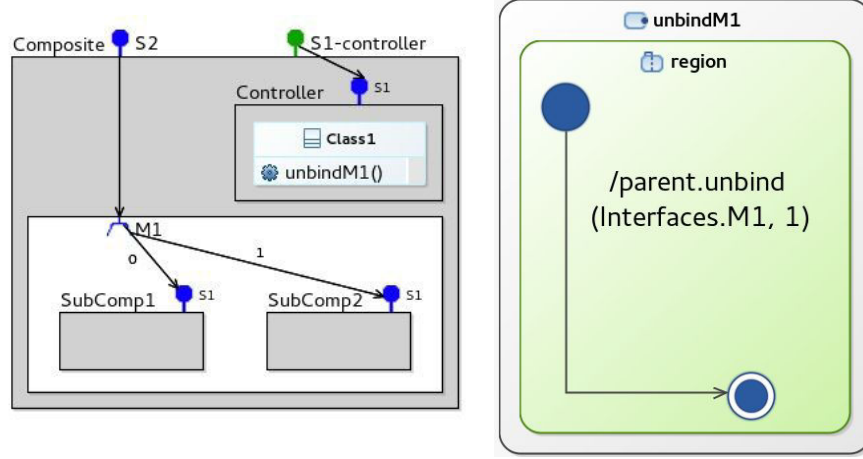 Composite
S2
S1-controller
Controller
S1
Class1
unbindM1()
M1
0
1
SubComp1
S1
SubComp2
S1
unbindM1
region
/parent.unbind
(Interfaces.M1, 1)